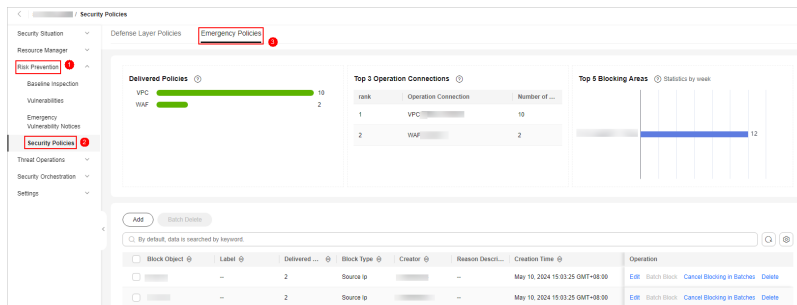 / Security Policies
Security Situation
Resource Manager
Risk Prevention 1
Baseline Inspection
Vulnerabilities
Emergency
Vulnerability Notices
Security Policies 2
Threat Operations
Security Orchestration
Settings
Defense Layer Policies Emergency Policies 3
Delivered Policies
VPC 10
WAF 2
Top 3 Operation Connections
rank Operation Connection Number of ...
1 VPC 10
2 WAF 2
Top 5 Blocking Areas Statistics by week
12
Add Batch Delete
By default, data is searched by keyword.
Block Object Label Delivered ... Block Type Creator Reason Descri... Creation Time Operation
-- 2 Source Ip -- May 10, 2024 15:03:25 GMT+08:00 Edit Batch Block Cancel Blocking in Batches Delete
-- 2 Source Ip -- May 10, 2024 15:03:25 GMT+08:00 Edit Batch Block Cancel Blocking in Batches Delete